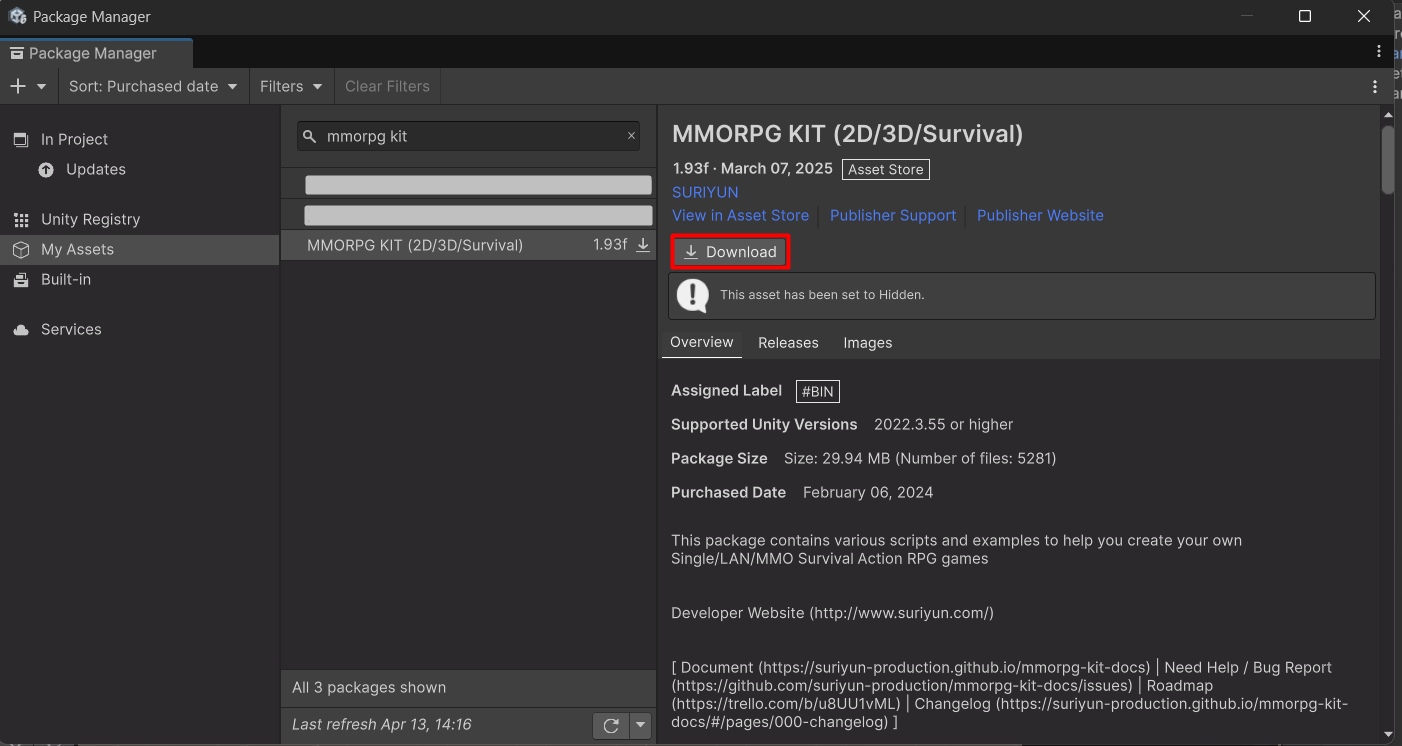 Package Manager
Package Manager
Sort: Purchased date
Filters
Clear Filters
In Project
Updates
Unity Registry
My Assets
Built-in
Services
mmorpg kit
MMORPG KIT (2D/3D/Survival) 1.93f
All 3 packages shown
Last refresh Apr 13, 14:16
MMORPG KIT (2D/3D/Survival)
1.93f · March 07, 2025 Asset Store
SURIYUN
View in Asset Store Publisher Support Publisher Website
Download
This asset has been set to Hidden.
Overview Releases Images
Assigned Label #BIN
Supported Unity Versions 2022.3.55 or higher
Package Size Size: 29.94 MB (Number of files: 5281)
Purchased Date February 06, 2024
This package contains various scripts and examples to help you create your own
Single/LAN/MMO Survival Action RPG games
Developer Website (http://www.suriyun.com/)
[ Document (https://suriyun-production.github.io/mmorpg-kit-docs) | Need Help / Bug Report
(https://github.com/suriyun-production/mmorpg-kit-docs/issues) | Roadmap
(https://trello.com/b/u8UU1vML) | Changelog (https://suriyun-production.github.io/mmorpg-kit-
docs/#/pages/000-changelog) ]